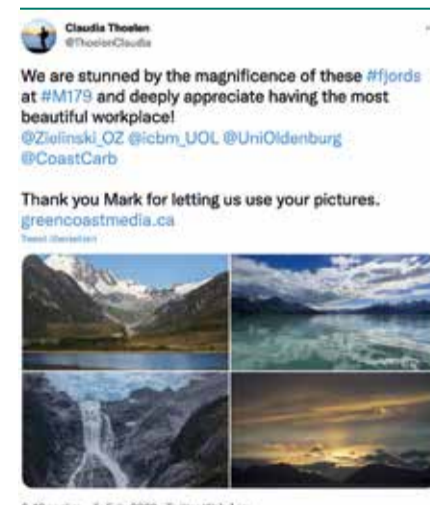 Claudia Thoelen
@ThoelenClaudia
We are stunned by the magnificence of these #fjords
at #M179 and deeply appreciate having the most
beautiful workplace!
@Zielinski_OZ @icbm_UOL @UniOldenburg
@CoastCarb
Thank you Mark for letting us use your pictures.
greencoastmedia.ca